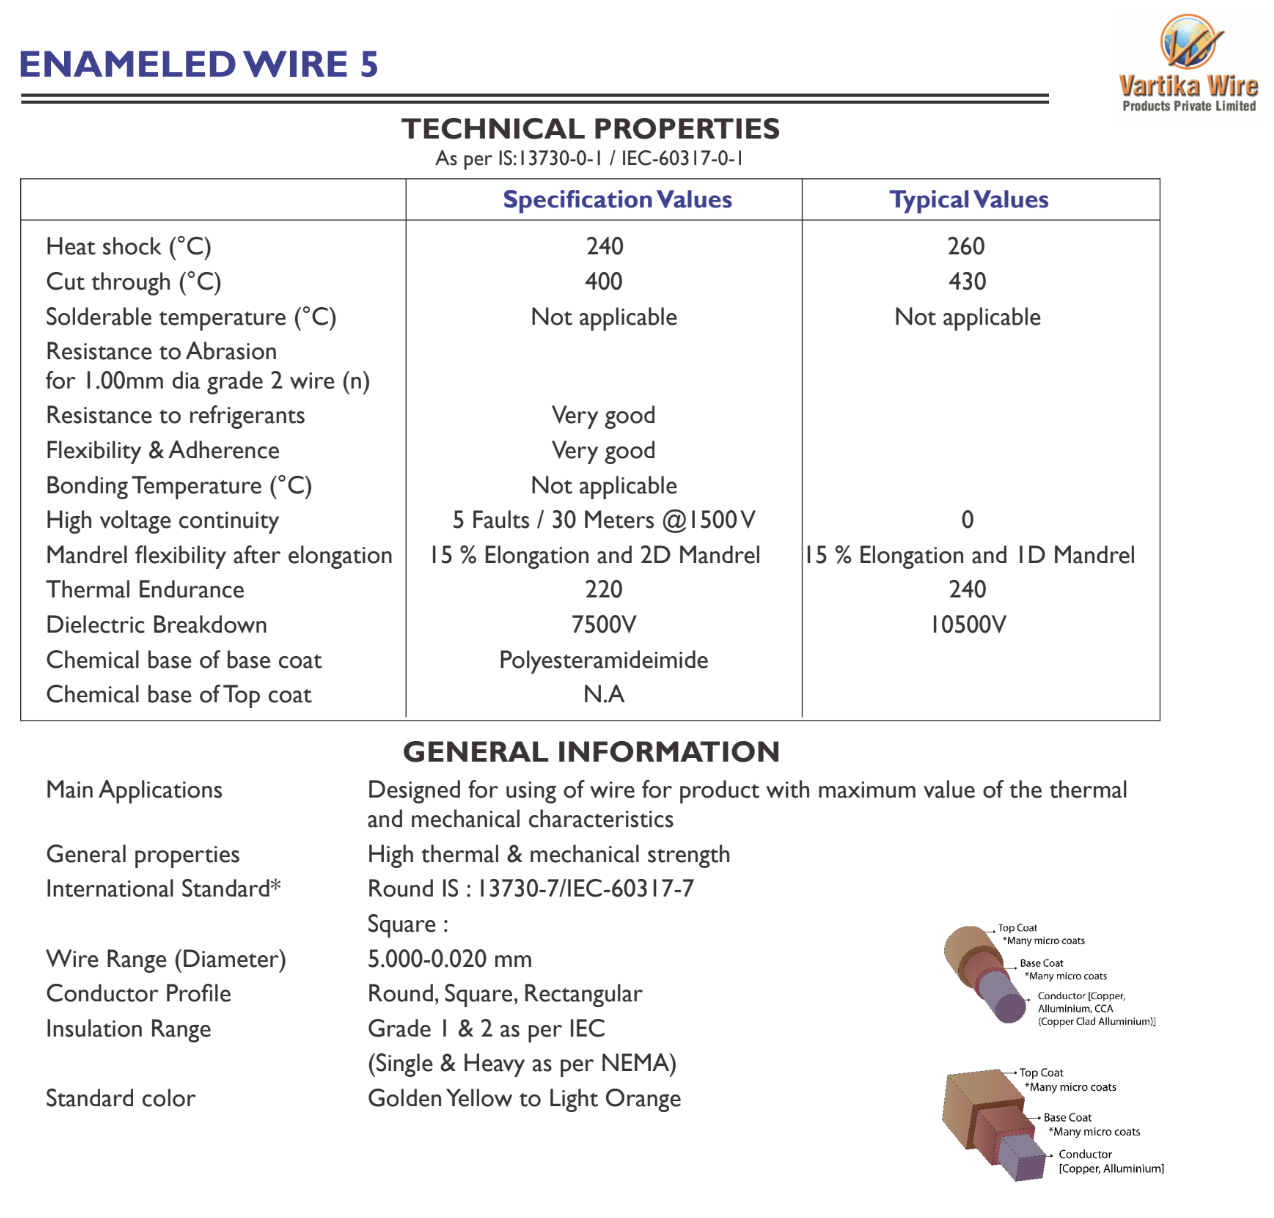 ENAMELED WIRE 5
Vartika Wire
Products Private Limited
TECHNICAL PROPERTIES
As per IS:13730-0-1 / IEC-60317-0-1
Specification Values Typical Values
Heat shock (°C) 240 260
Cut through (°C) 400 430
Solderable temperature (°C) Not applicable Not applicable
Resistance to Abrasion
for 1.00mm dia grade 2 wire (n)
Resistance to refrigerants Very good
Flexibility & Adherence Very good
Bonding Temperature (°C) Not applicable
High voltage continuity 5 Faults / 30 Meters @1500V 0
Mandrel flexibility after elongation 15 % Elongation and 2D Mandrel 15 % Elongation and 1D Mandrel
Thermal Endurance 220 240
Dielectric Breakdown 7500V 10500V
Chemical base of base coat Polyesteramideimide
Chemical base of Top coat N.A
GENERAL INFORMATION
Main Applications Designed for using of wire for product with maximum value of the thermal
and mechanical characteristics
General properties High thermal & mechanical strength
International Standard* Round IS : 13730-7/IEC-60317-7
Square :
Wire Range (Diameter) 5.000-0.020 mm
Conductor Profile Round, Square, Rectangular
Insulation Range Grade 1 & 2 as per IEC
(Single & Heavy as per NEMA)
Standard color Golden Yellow to Light Orange
Top Coat
*Many micro coats
Base Coat
*Many micro coats
Conductor [Copper,
Alluminium, CCA
(Copper Clad Alluminium)]
Top Coat
*Many micro coats
Base Coat
*Many micro coats
Conductor
[Copper, Alluminium]